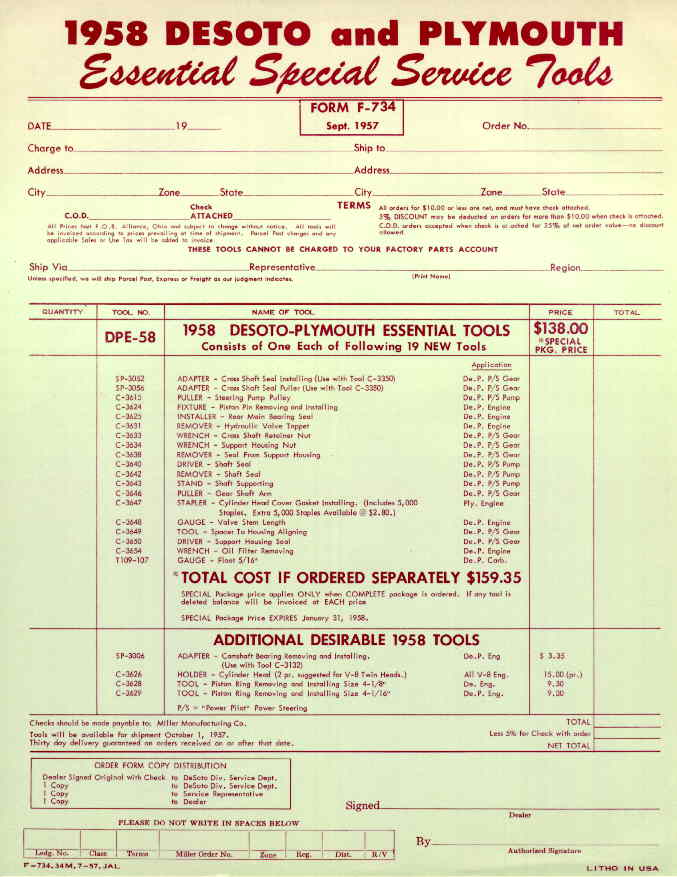 1958 DESOTO and PLYMOUTH
Essential Special Service Tools
FORM F-734
Sept. 1957
DATE 19 Order No.
Charge to Ship to
Address Address
City Zone State City Zone State
C.O.D. Check ATTACHED
TERMS All orders for $10.00 or less are net, and must have check attached.
5% DISCOUNT may be deducted on orders for more than $10.00 when check is attached.
C.O.D. orders accepted when check is attached for 25% of net order value—no discount
allowed
All Prices fast F.O.B. Alliance, Ohio and subject to change without notice. All tools will
be invoiced according to prices prevailing at time of shipment. Parcel Post charges and any
applicable Sales or Use Tax will be added to invoice
THESE TOOLS CANNOT BE CHARGED TO YOUR FACTORY PARTS ACCOUNT
Ship Via Representative Region
Unless specified, we will ship Parcel Post, Express or Freight as our judgment indicates. (Print Name)
QUANTITY TOOL NO. NAME OF TOOL PRICE TOTAL
DPE-58 1958 DESOTO-PLYMOUTH ESSENTIAL TOOLS $138.00
Consists of One Each of Following 19 NEW Tools *SPECIAL
PKG. PRICE
Application
SP-3052 ADAPTER - Cross Shaft Seal Installing (Use with Tool C-3350) De.P. P/S Gear
SP-3056 ADAPTER - Cross Shaft Seal Puller (Use with Tool C-3350) De.P. P/S Gear
C-3615 PULLER - Steering Pump Pulley De.P. P/S Pump
C-3624 FIXTURE - Piston Pin Removing and Installing De.P. Engine
C-3625 INSTALLER - Rear Main Bearing Seal De.P. Engine
C-3631 REMOVER - Hydraulic Valve Tappet De.P. Engine
C-3633 WRENCH - Cross Shaft Retainer Nut De.P. P/S Gear
C-3634 WRENCH - Support Housing Nut De.P. P/S Gear
C-3638 REMOVER - Seal From Support Housing De.P. P/S Gear
C-3640 DRIVER - Shaft Seal De.P. P/S Pump
C-3642 REMOVER - Shaft Seal De.P. P/S Pump
C-3643 STAND - Shaft Supporting De.P. P/S Pump
C-3646 PULLER - Gear Shaft Arm De.P. P/S Gear
C-3647 STAPLER - Cylinder Head Cover Gasket Installing. (Includes 5,000 Ply. Engine
Staples. Extra 5,000 Staples Available @ $2.80.)
C-3648 GAUGE - Valve Stem Length De.P. Engine
C-3649 TOOL - Spacer To Housing Aligning De.P. P/S Gear
C-3650 DRIVER - Support Housing Seal De.P. P/S Gear
C-3654 WRENCH - Oil Filter Removing De.P. Engine
T109-107 GAUGE - Float 5/16" De.P. Carb.
*TOTAL COST IF ORDERED SEPARATELY $159.35
SPECIAL Package price applies ONLY when COMPLETE package is ordered. If any tool is
deleted balance will be invoiced at EACH price
SPECIAL Package Price EXPIRES January 31, 1958.
ADDITIONAL DESIRABLE 1958 TOOLS
SP-3006 ADAPTER - Camshaft Bearing Removing and Installing. De.P. Eng $ 3.35
(Use with Tool C-3132)
C-3626 HOLDER - Cylinder Head (2 pr. suggested for V-8 Twin Heads.) All V-8 Eng. 15.00 (pr.)
C-3628 TOOL - Piston Ring Removing and Installing Size 4-1/8" De. Eng. 9.30
C-3629 TOOL - Piston Ring Removing and Installing Size 4-1/16" De.P. Eng.
P/S = "Power Pilot" Power Steering
Checks should be made payable to: Miller Manufacturing Co. TOTAL
Tools will be available for shipment October 1, 1957. Less 5% for Check with order
Thirty day delivery guaranteed on orders received on or after that date. NET TOTAL
ORDER FORM COPY DISTRIBUTION
Dealer Signed Original with Check to DeSoto Div. Service Dept.
1 Copy to DeSoto Div. Service Dept.
1 Copy to Service Representative
1 Copy to Dealer
Signed
Dealer
PLEASE DO NOT WRITE IN SPACES BELOW
By
Authorized Signature
Ledg. No. Class Terms Miller Order No. Zone Reg. Dist. R/V
F-734, 34M, 7-57, JAL LITHO IN USA